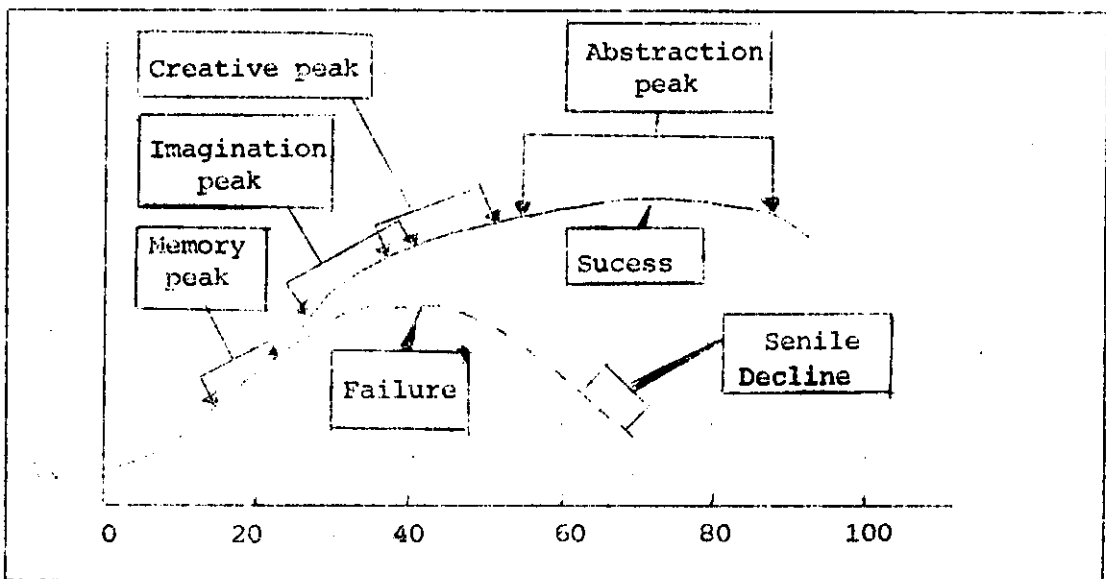 Creative peak
Abstraction
peak
Imagination
peak
Memory
peak
Sucess
Failure
Senile
Decline
0 20 40 60 80 100